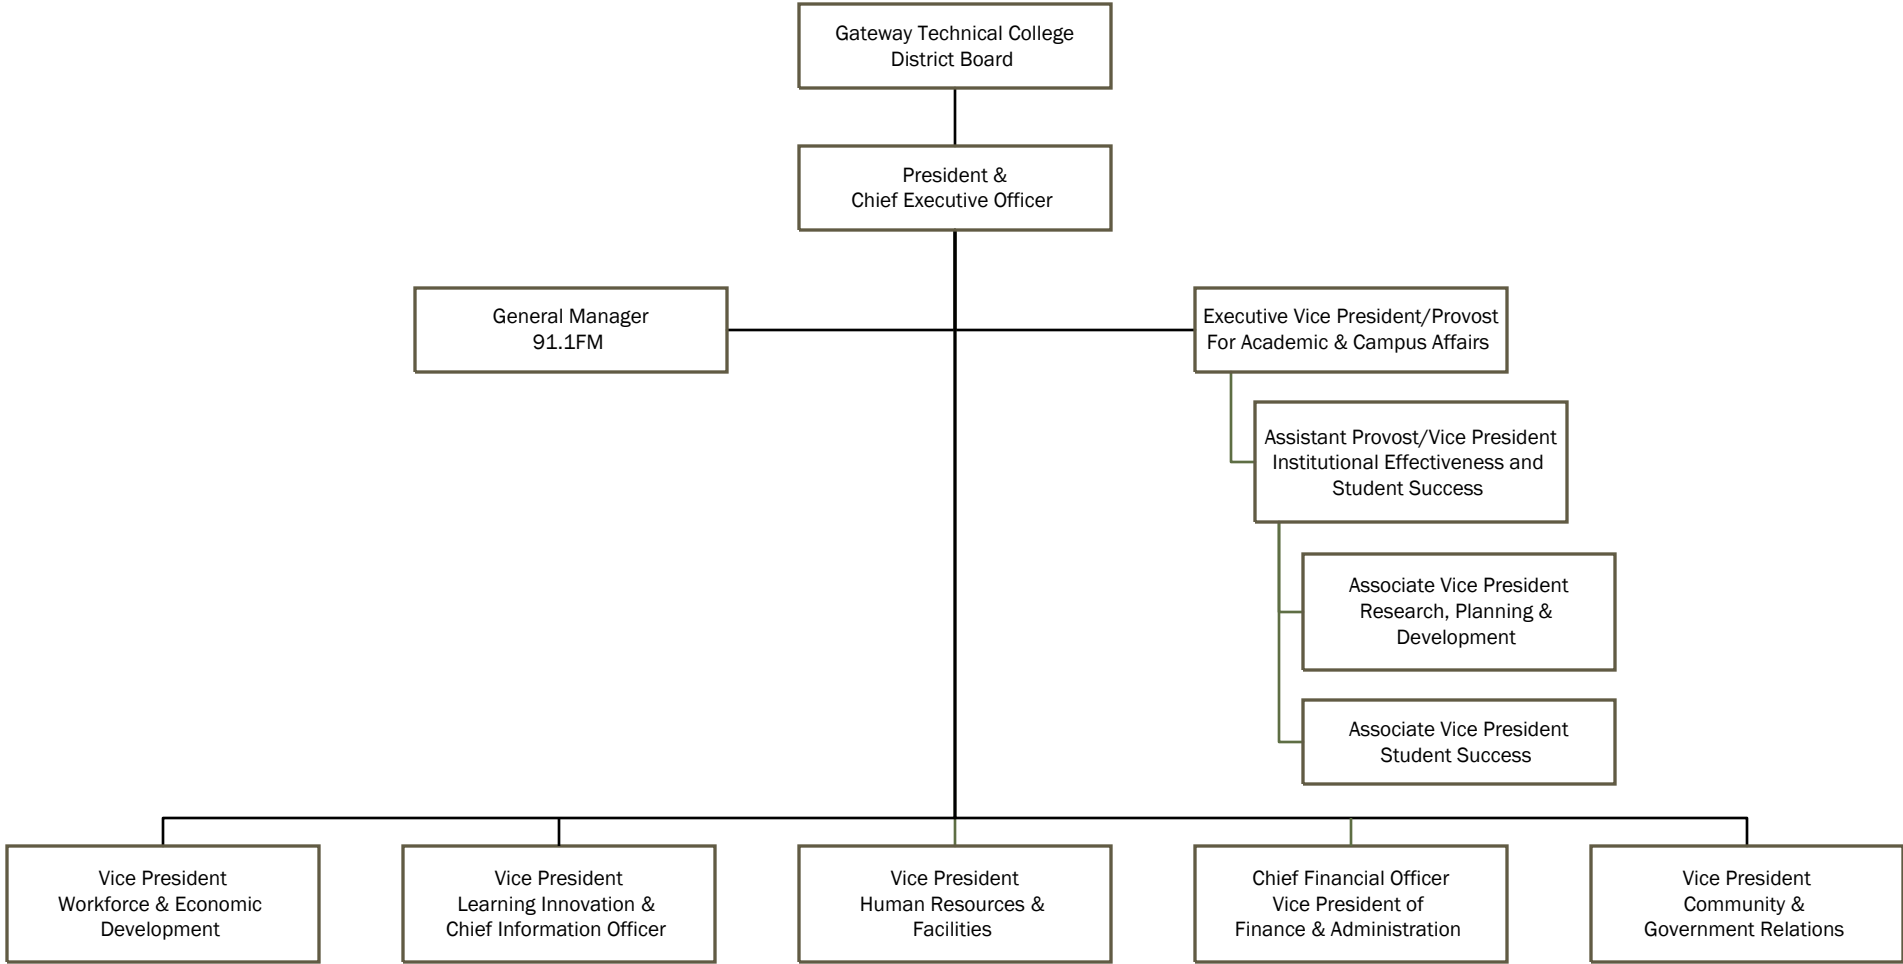 Gateway Technical College
District Board
President &
Chief Executive Officer
General Manager
91.1FM
Executive Vice President/Provost
For Academic & Campus Affairs
Assistant Provost/Vice President
Institutional Effectiveness and
Student Success
Associate Vice President
Research, Planning &
Development
Associate Vice President
Student Success
Vice President
Workforce & Economic
Development
Vice President
Learning Innovation &
Chief Information Officer
Vice President
Human Resources &
Facilities
Chief Financial Officer
Vice President of
Finance & Administration
Vice President
Community &
Government Relations